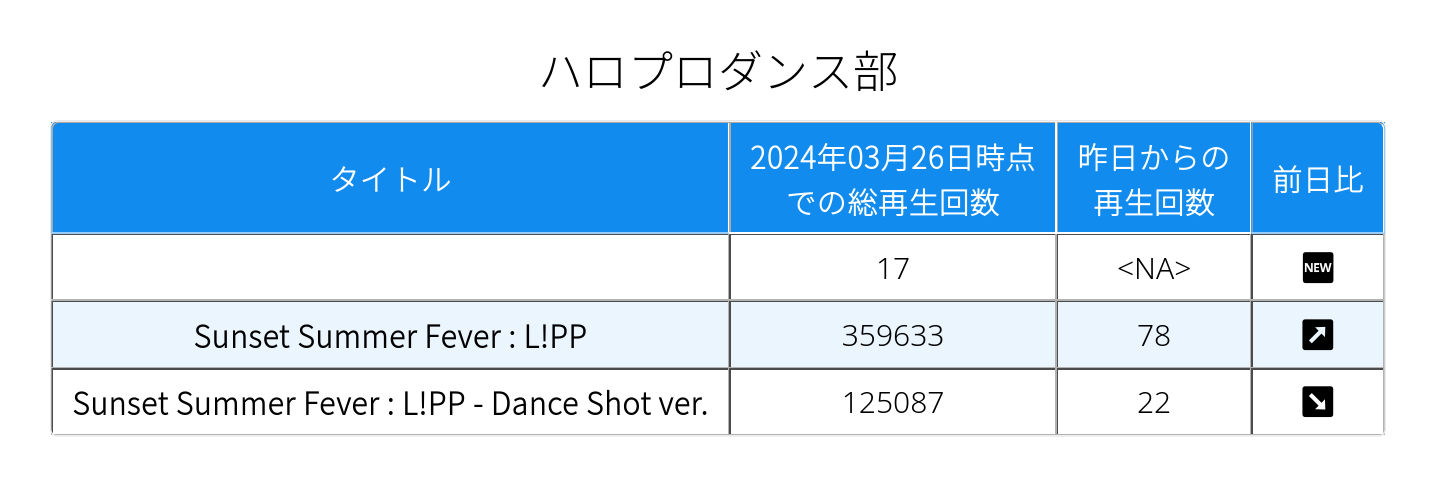 ハロプロダンス部
タイトル
2024年03月26日時点
での総再生回数
昨日からの
再生回数
前日比
17
<NA>
NEW
Sunset Summer Fever : L!PP
359633
78
Sunset Summer Fever : L!PP - Dance Shot ver.
125087
22